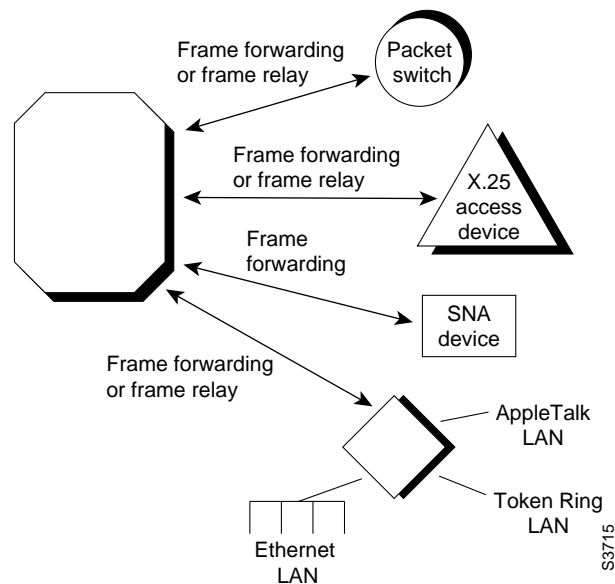 Frame forwarding
or frame relay
Packet
switch
Frame forwarding
or frame relay
X.25
access
device
Frame
forwarding
SNA
device
Frame forwarding
or frame relay
AppleTalk
LAN
Token Ring
LAN
Ethernet
LAN
S3715